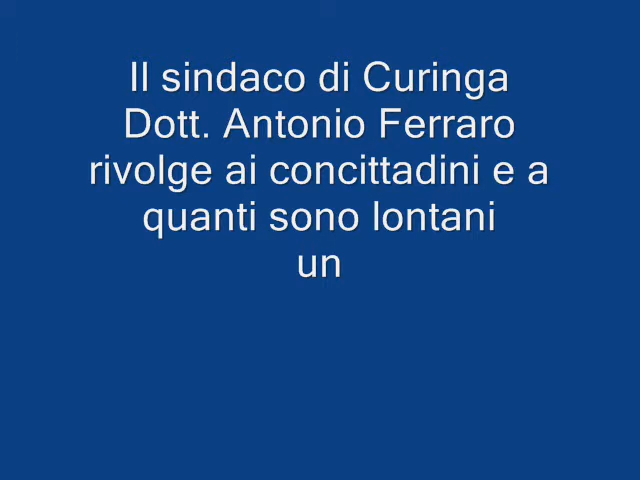 Il sindaco di Curinga
Dott. Antonio Ferraro
rivolge ai concittadini e a
quanti sono lontani
un